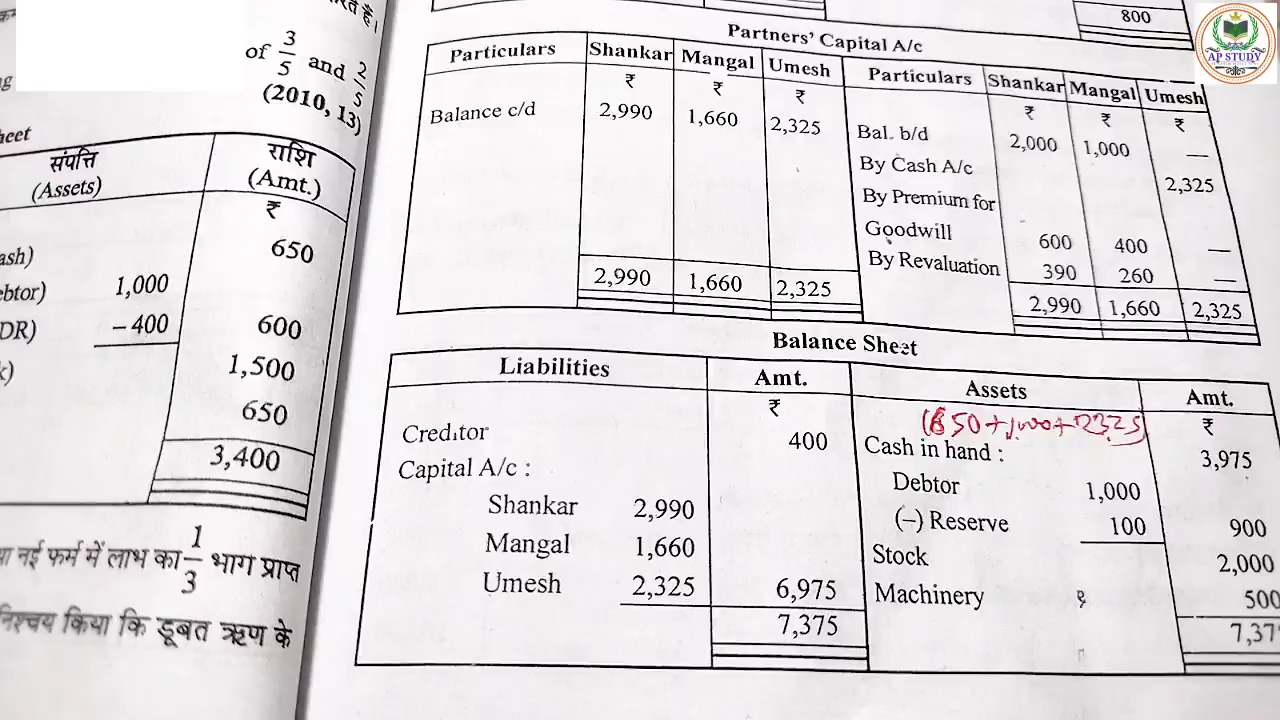 of 3/5 and 2/5
(2010, 13)
संपत्ति
(Assets)
राशि
(Amt.)
₹
650
1,000
– 400
600
1,500
650
3,400
नई फर्म में लाभ का 1/3 भाग प्राप्त
निश्चय किया कि डूबत ऋण के
800
AP STUDY
Partners' Capital A/c
Particulars Shankar Mangal Umesh Particulars Shankar Mangal Umesh
₹ ₹ ₹ ₹ ₹ ₹
Balance c/d 2,990 1,660 2,325 Bal. b/d 2,000 1,000 —
By Cash A/c 2,325
By Premium for
Goodwill 600 400 —
By Revaluation 390 260 —
2,990 1,660 2,325 2,990 1,660 2,325
Balance Sheet
Liabilities Amt. Assets Amt.
₹ (650+1,000+2325) ₹
Creditor 400 Cash in hand : 3,975
Capital A/c : Debtor 1,000
Shankar 2,990 (–) Reserve 100 900
Mangal 1,660 Stock 2,000
Umesh 2,325 6,975 Machinery 500
7,375 7,37